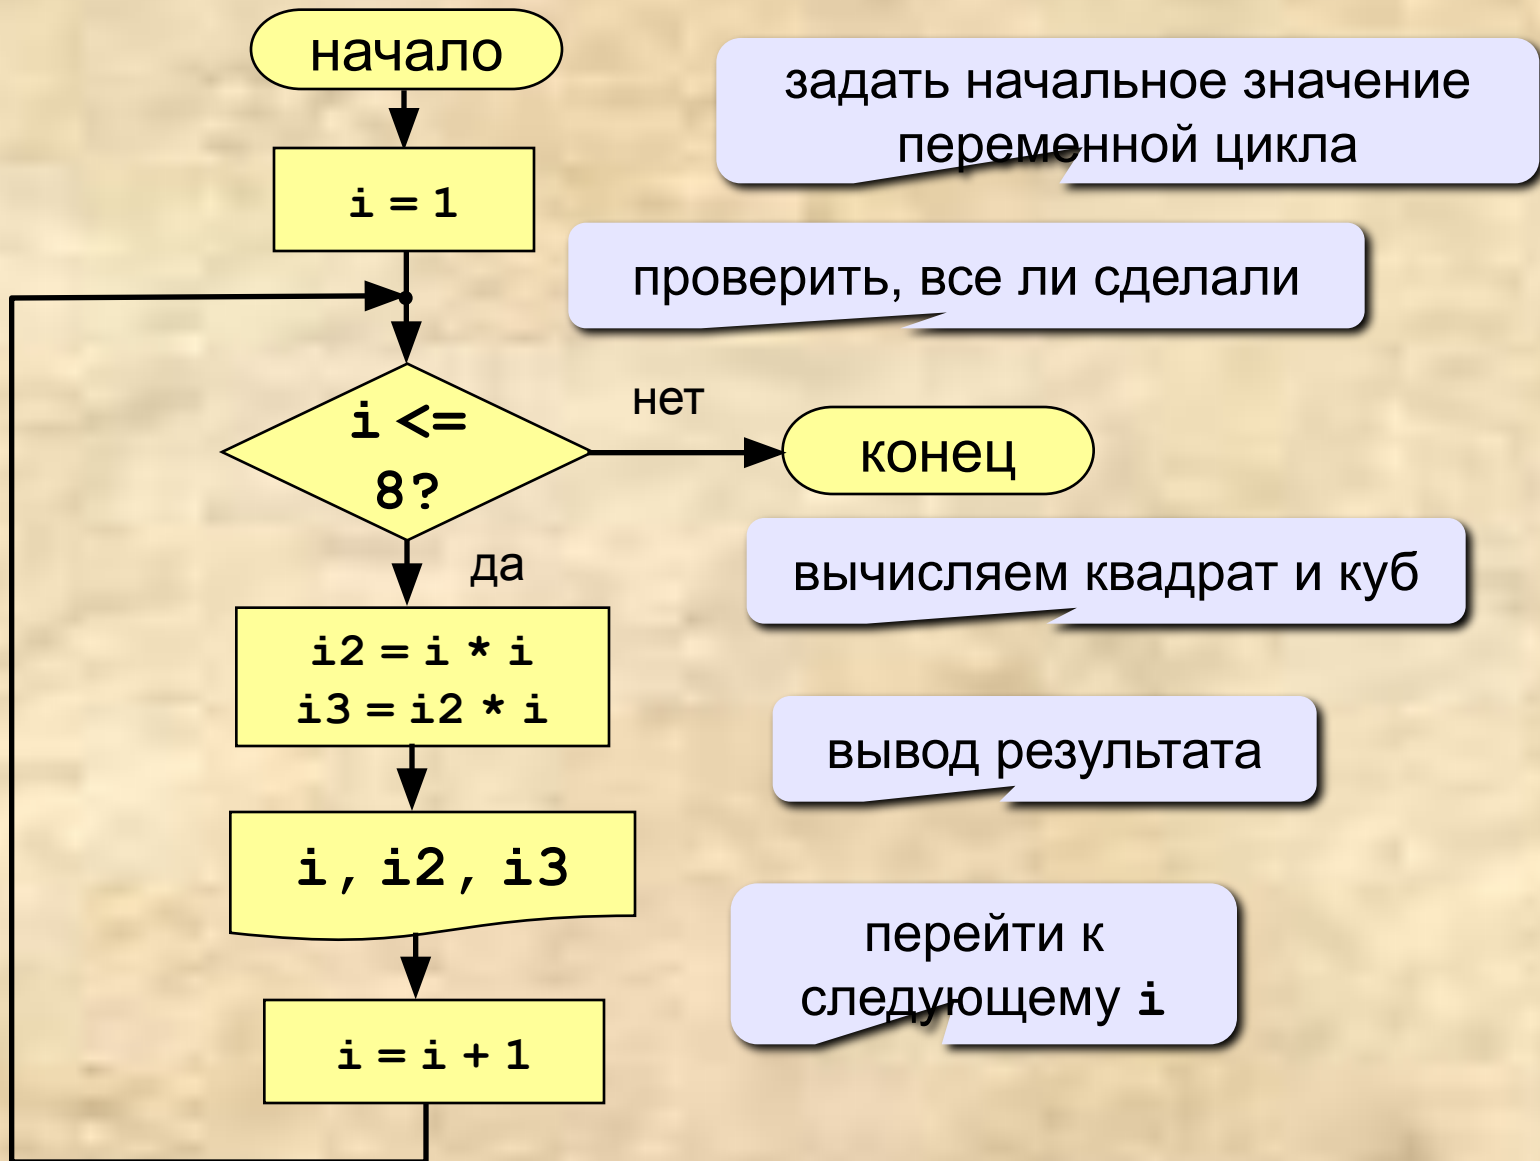 начало
задать начальное значение
переменной цикла
i = 1
проверить, все ли сделали
i <=
8?
нет
конец
да
вычисляем квадрат и куб
i2 = i * i
i3 = i2 * i
вывод результата
i, i2, i3
перейти к
следующему i
i = i + 1